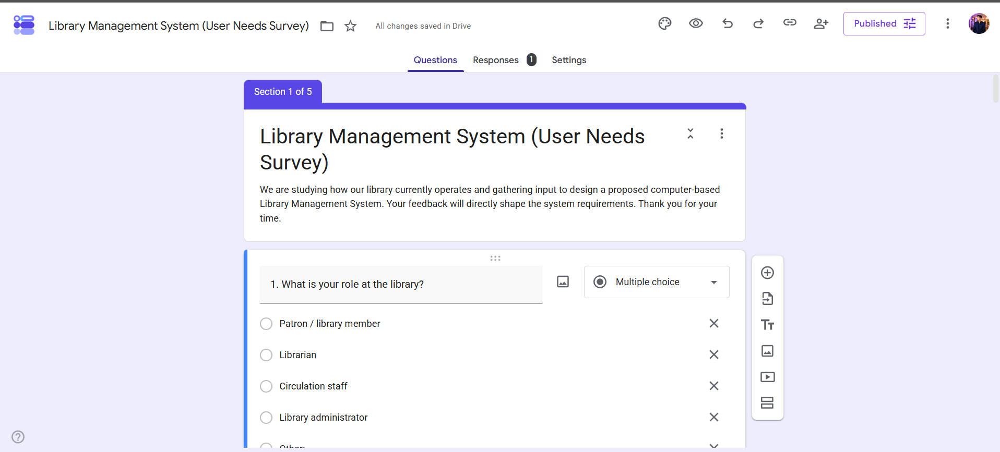 Library Management System (User Needs Survey)
All changes saved in Drive
Published
Questions
Responses 1
Settings
Section 1 of 5
Library Management System (User Needs
Survey)
We are studying how our library currently operates and gathering input to design a proposed computer-based
Library Management System. Your feedback will directly shape the system requirements. Thank you for your
time.
1. What is your role at the library?
Multiple choice
Patron / library member
Librarian
Circulation staff
Library administrator
Other: